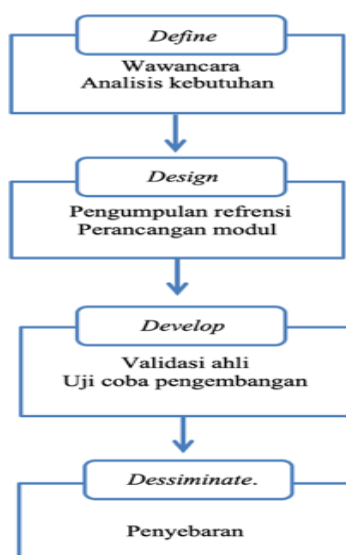 Define
Wawancara
Analisis kebutuhan
Design
Pengumpulan refrensi
Perancangan modul
Develop
Validasi ahli
Uji coba pengembangan
Dessiminate.
Penyebaran